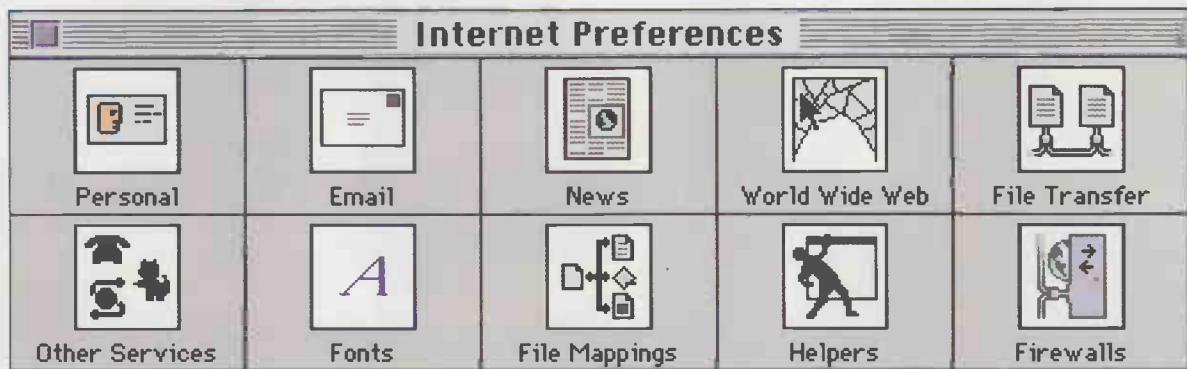 Internet Preferences
Personal Email News World Wide Web File Transfer
A
Other Services Fonts File Mappings Helpers Firewalls